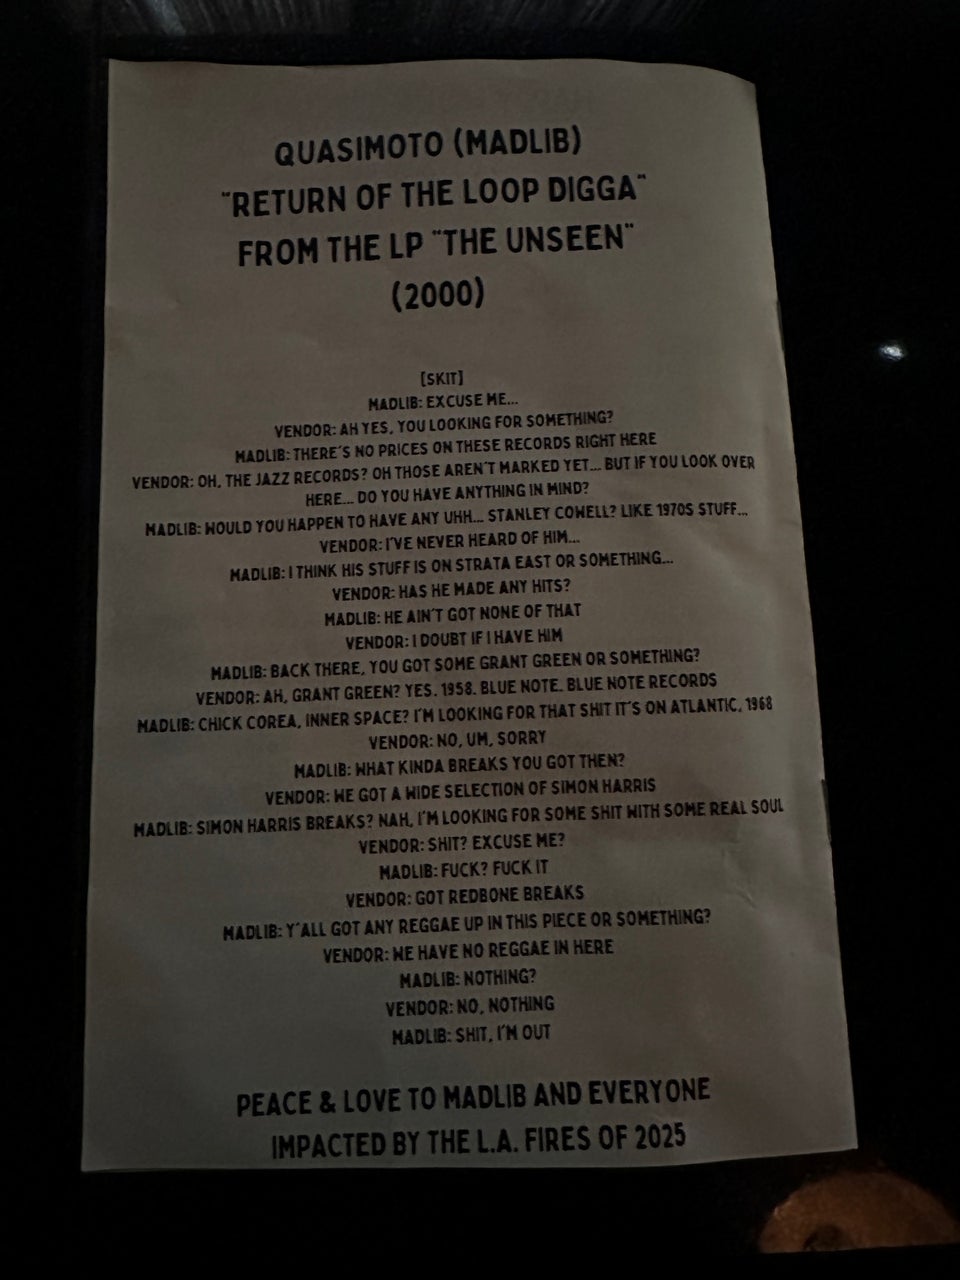 QUASIMOTO (MADLIB)
"RETURN OF THE LOOP DIGGA"
FROM THE LP "THE UNSEEN"
(2000)
[SKIT]
MADLIB: EXCUSE ME...
VENDOR: AH YES, YOU LOOKING FOR SOMETHING?
MADLIB: THERE'S NO PRICES ON THESE RECORDS RIGHT HERE
VENDOR: OH, THE JAZZ RECORDS? OH THOSE AREN'T MARKED YET... BUT IF YOU LOOK OVER
HERE... DO YOU HAVE ANYTHING IN MIND?
MADLIB: WOULD YOU HAPPEN TO HAVE ANY UHH... STANLEY COWELL? LIKE 1970S STUFF...
VENDOR: I'VE NEVER HEARD OF HIM...
MADLIB: I THINK HIS STUFF IS ON STRATA EAST OR SOMETHING...
VENDOR: HAS HE MADE ANY HITS?
MADLIB: HE AIN'T GOT NONE OF THAT
VENDOR: I DOUBT IF I HAVE HIM
MADLIB: BACK THERE, YOU GOT SOME GRANT GREEN OR SOMETHING?
VENDOR: AH, GRANT GREEN? YES. 1958. BLUE NOTE. BLUE NOTE RECORDS
MADLIB: CHICK COREA, INNER SPACE? I'M LOOKING FOR THAT SHIT IT'S ON ATLANTIC, 1968
VENDOR: NO, UM, SORRY
MADLIB: WHAT KINDA BREAKS YOU GOT THEN?
VENDOR: WE GOT A WIDE SELECTION OF SIMON HARRIS
MADLIB: SIMON HARRIS BREAKS? NAH, I'M LOOKING FOR SOME SHIT WITH SOME REAL SOUL
VENDOR: SHIT? EXCUSE ME?
MADLIB: FUCK? FUCK IT
VENDOR: GOT REDBONE BREAKS
MADLIB: Y'ALL GOT ANY REGGAE UP IN THIS PIECE OR SOMETHING?
VENDOR: WE HAVE NO REGGAE IN HERE
MADLIB: NOTHING?
VENDOR: NO, NOTHING
MADLIB: SHIT, I'M OUT
PEACE & LOVE TO MADLIB AND EVERYONE
IMPACTED BY THE L.A. FIRES OF 2025